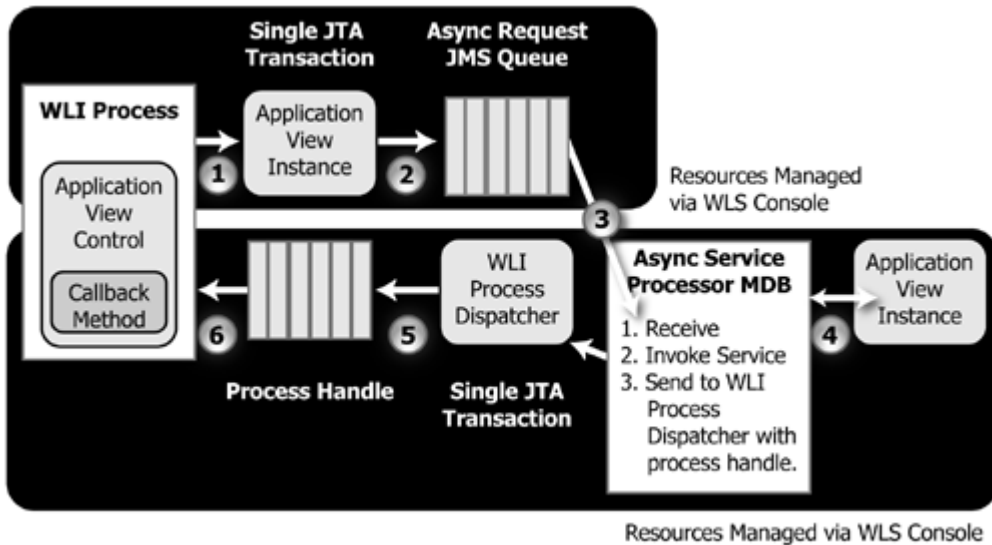 Single JTA
Transaction
Async Request
JMS Queue
WLI Process
Application
View
Instance
1
2
Application
View
Control
Callback
Method
Resources Managed
via WLS Console
3
WLI
Process
Dispatcher
Async Service
Processor MDB
1. Receive
2. Invoke Service
3. Send to WLI
Process
Dispatcher with
process handle.
Application
View
Instance
4
5
6
Process Handle
Single JTA
Transaction
Resources Managed via WLS Console